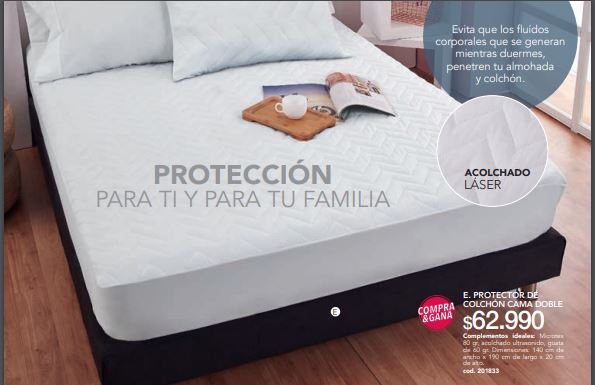 Evita que los fluidos
corporales que se generan
mientras duermes,
penetren tu almohada
y colchón.
ACOLCHADO
LÁSER
PROTECCIÓN
PARA TI Y PARA TU FAMILIA
E
COMPRA
&GANA
E. PROTECTOR DE
COLCHÓN CAMA DOBLE
$62.990
Complementos ideales: Microtec
80 gr, acolchado ultrasonido, guata
de 60 gr. Dimensiones: 140 cm de
ancho x 190 cm de largo x 20 cm
de alto.
cod. 201833